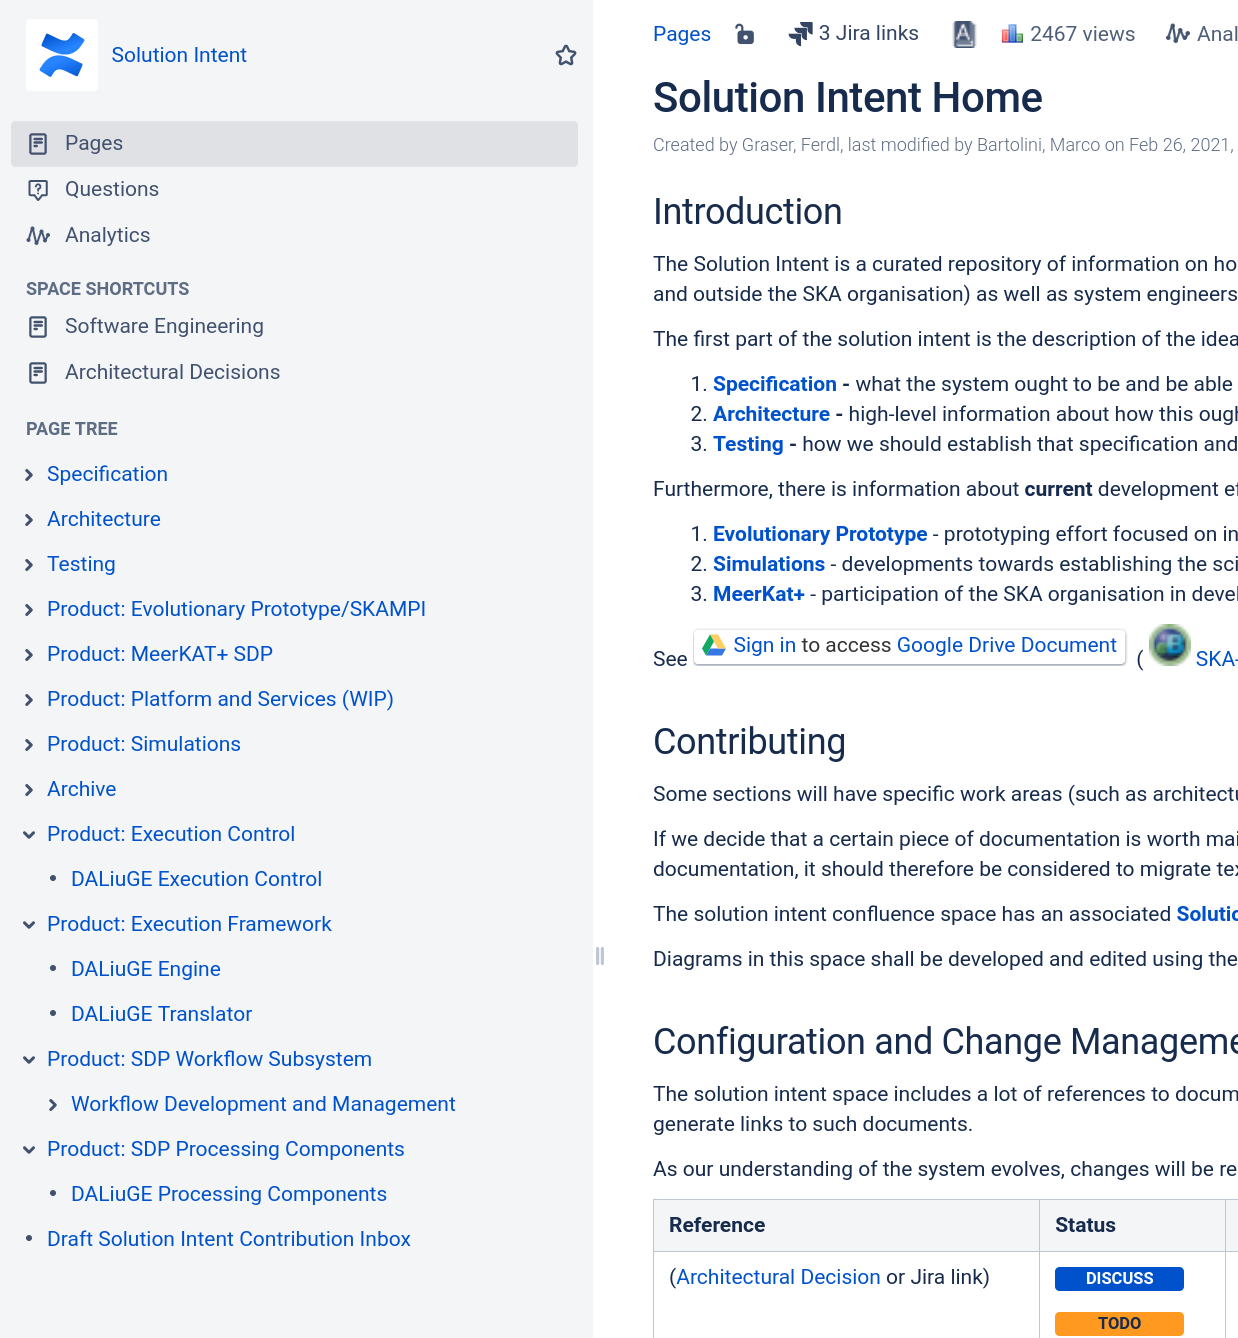 Solution Intent
Pages
Questions
Analytics
SPACE SHORTCUTS
Software Engineering
Architectural Decisions
PAGE TREE
Specification
Architecture
Testing
Product: Evolutionary Prototype/SKAMPI
Product: MeerKAT+ SDP
Product: Platform and Services (WIP)
Product: Simulations
Archive
Product: Execution Control
DALiuGE Execution Control
Product: Execution Framework
DALiuGE Engine
DALiuGE Translator
Product: SDP Workflow Subsystem
Workflow Development and Management
Product: SDP Processing Components
DALiuGE Processing Components
Draft Solution Intent Contribution Inbox
Pages 3 Jira links 2467 views Anal
Solution Intent Home
Created by Graser, Ferdl, last modified by Bartolini, Marco on Feb 26, 2021,
Introduction
The Solution Intent is a curated repository of information on ho
and outside the SKA organisation) as well as system engineers
The first part of the solution intent is the description of the idea
1. Specification - what the system ought to be and be able
2. Architecture - high-level information about how this ough
3. Testing - how we should establish that specification and
Furthermore, there is information about current development ef
1. Evolutionary Prototype - prototyping effort focused on in
2. Simulations - developments towards establishing the sci
3. MeerKat+ - participation of the SKA organisation in devel
See Sign in to access Google Drive Document ( SKA-
Contributing
Some sections will have specific work areas (such as architectu
If we decide that a certain piece of documentation is worth mai
documentation, it should therefore be considered to migrate tex
The solution intent confluence space has an associated Solutio
Diagrams in this space shall be developed and edited using the
Configuration and Change Manageme
The solution intent space includes a lot of references to docum
generate links to such documents.
As our understanding of the system evolves, changes will be re
Reference Status
(Architectural Decision or Jira link) DISCUSS
TODO